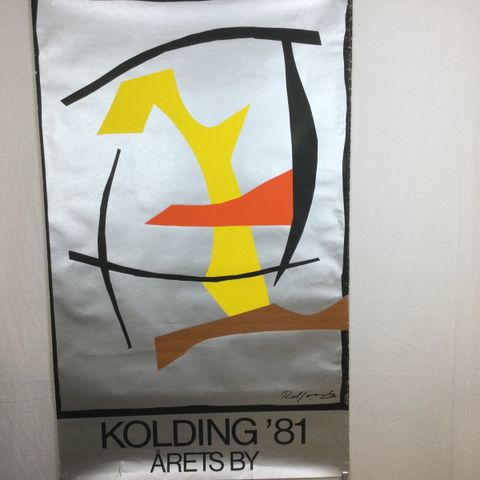 KOLDING '81
ÅRETS BY